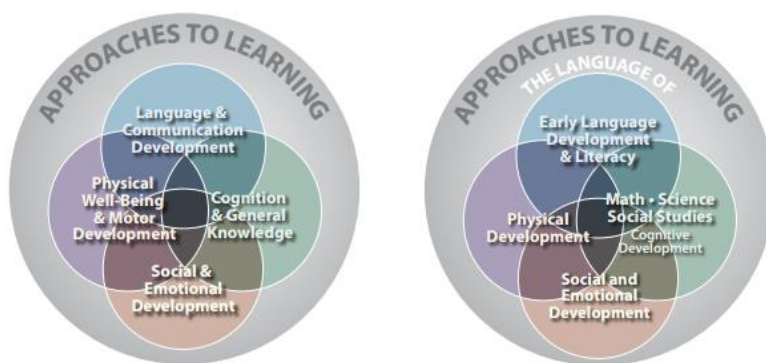 APPROACHES TO LEARNING
Language &
Communication
Development
Physical
Well-Being
& Motor
Development
Cognition
& General
Knowledge
Social &
Emotional
Development
APPROACHES TO LEARNING
THE LANGUAGE OF
Early Language
Development
& Literacy
Physical
Development
Math • Science
Social Studies
Cognitive
Development
Social and
Emotional
Development